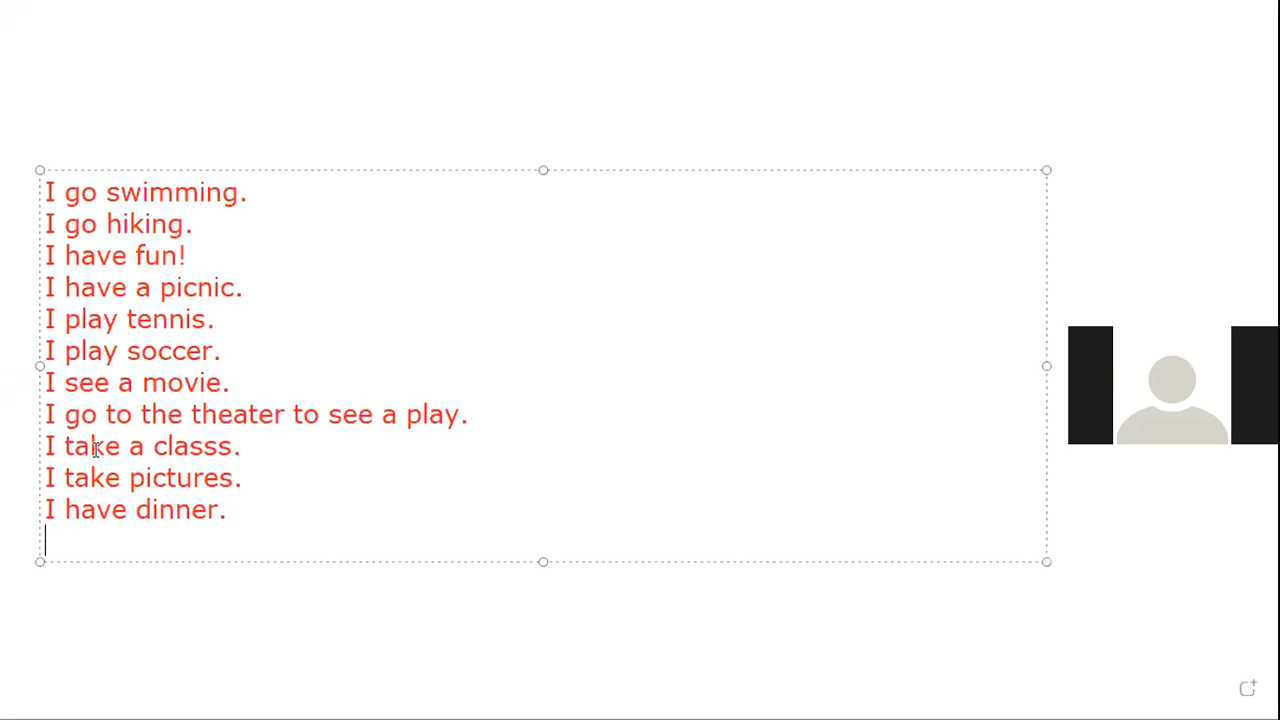 I go swimming.
I go hiking.
I have fun!
I have a picnic.
I play tennis.
I play soccer.
I see a movie.
I go to the theater to see a play.
I take a classs.
I take pictures.
I have dinner.